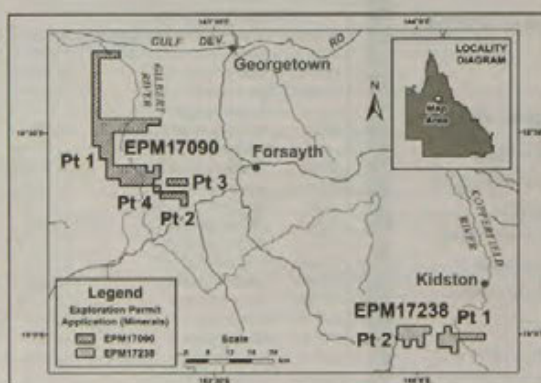 GULF DEV. RD
Georgetown
LOCALITY
DIAGRAM
Map
Area
N
GILBERT
RIVER
EPM17090
Pt 1
Forsayth
Pt 3
Pt 4
Pt 2
COPPERFIELD
RIVER
Kidston
EPM17238
Pt 1
Pt 2
Legend
Exploration Permit
Application (Minerals)
EPM17090
EPM17238
Scale
km